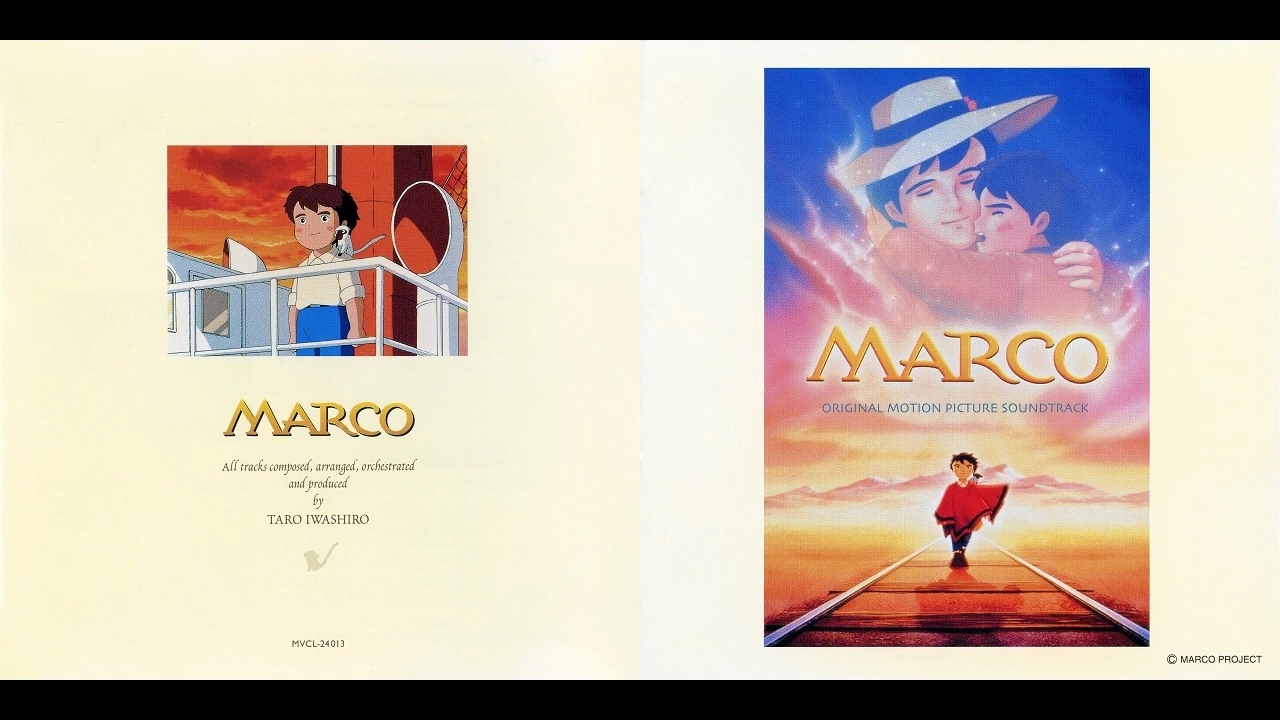 MARCO
All tracks composed, arranged, orchestrated
and produced
by
TARO IWASHIRO
MVCL-24013
MARCO
ORIGINAL MOTION PICTURE SOUNDTRACK
© MARCO PROJECT